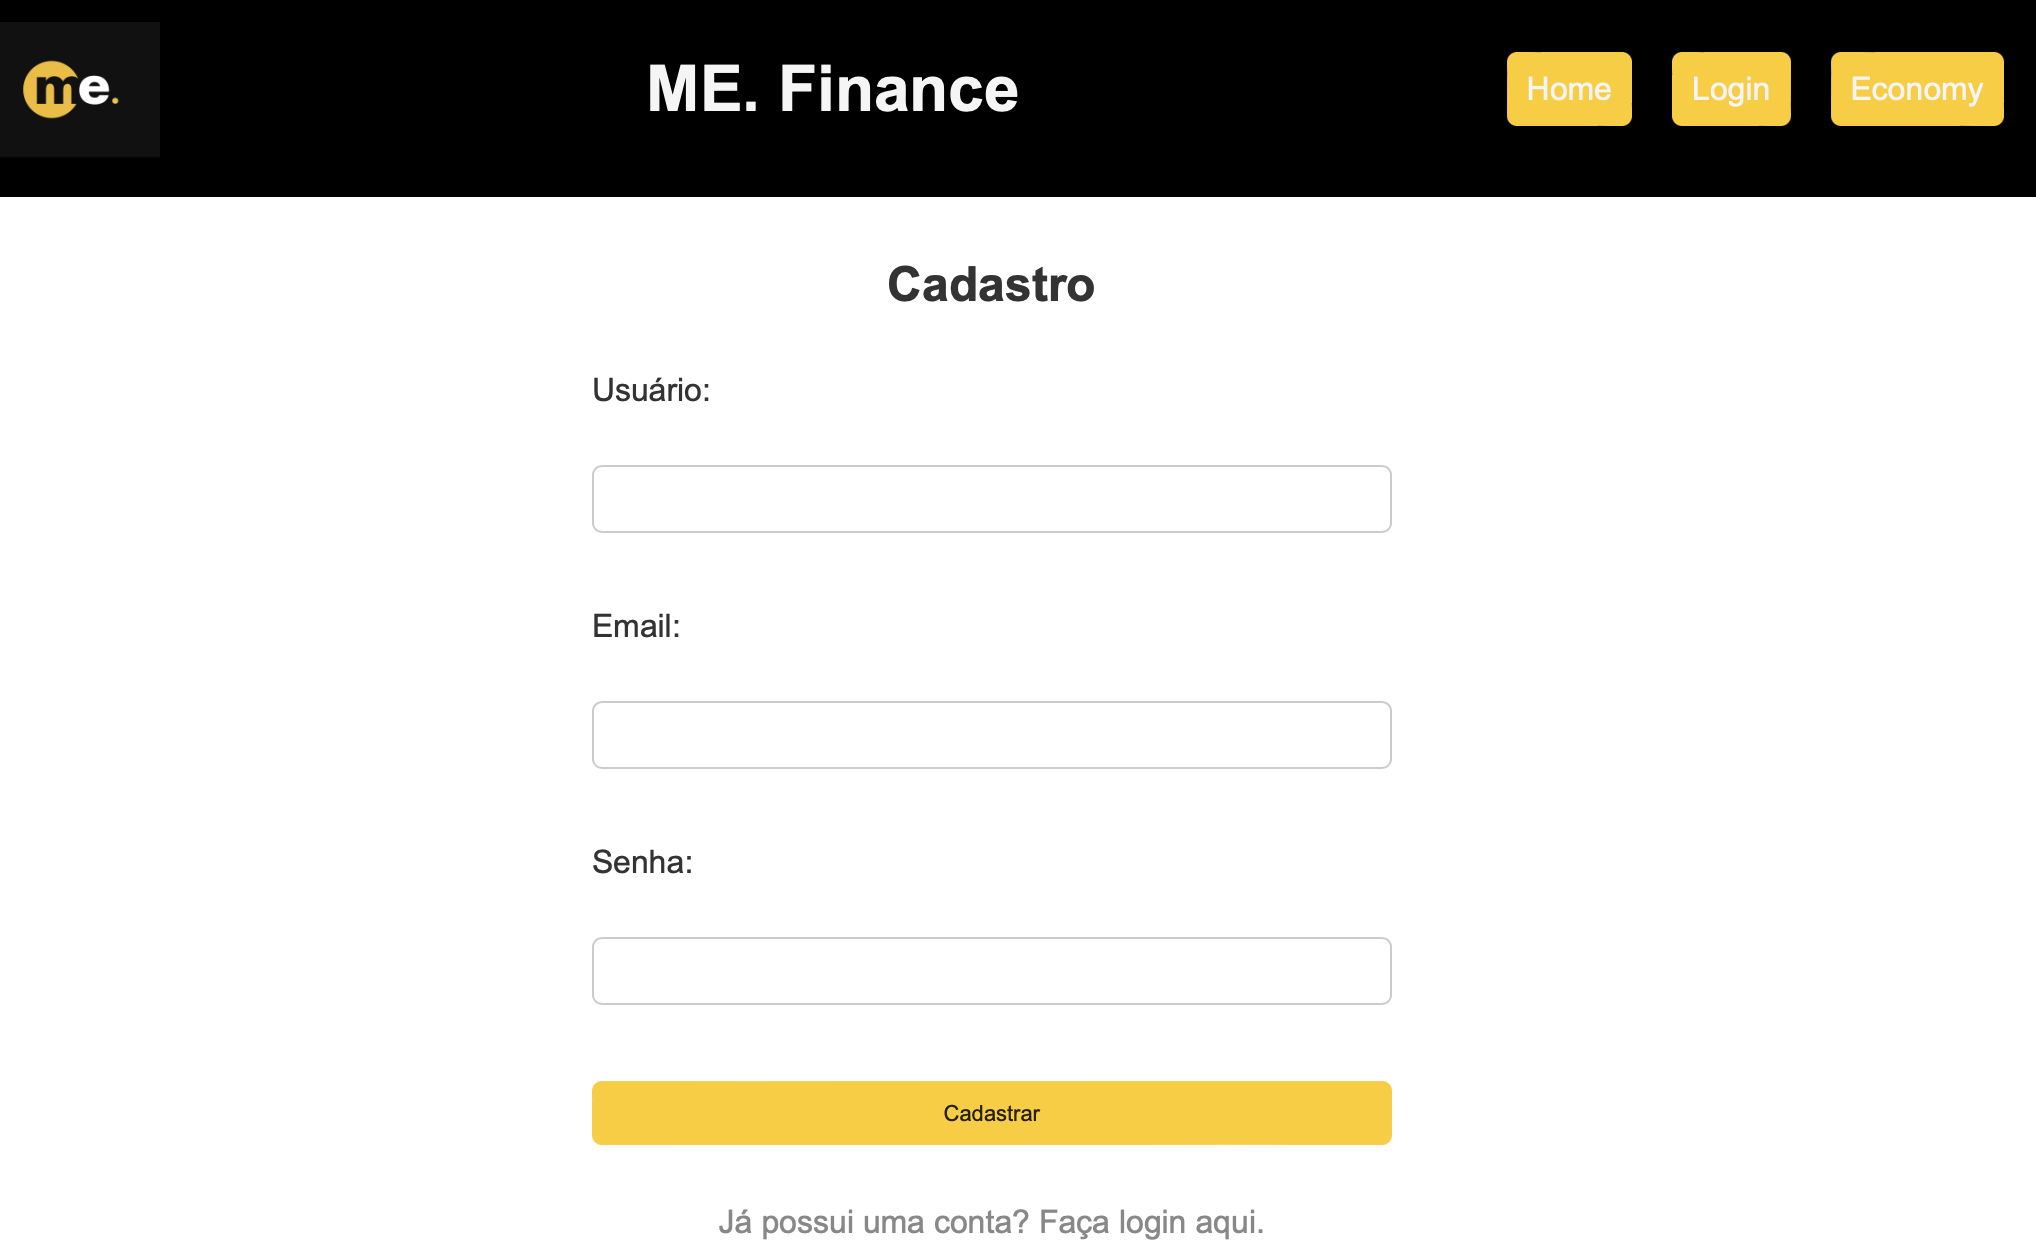 me.
ME. Finance
Home
Login
Economy
Cadastro
Usuário:
Email:
Senha:
Cadastrar
Já possui uma conta? Faça login aqui.